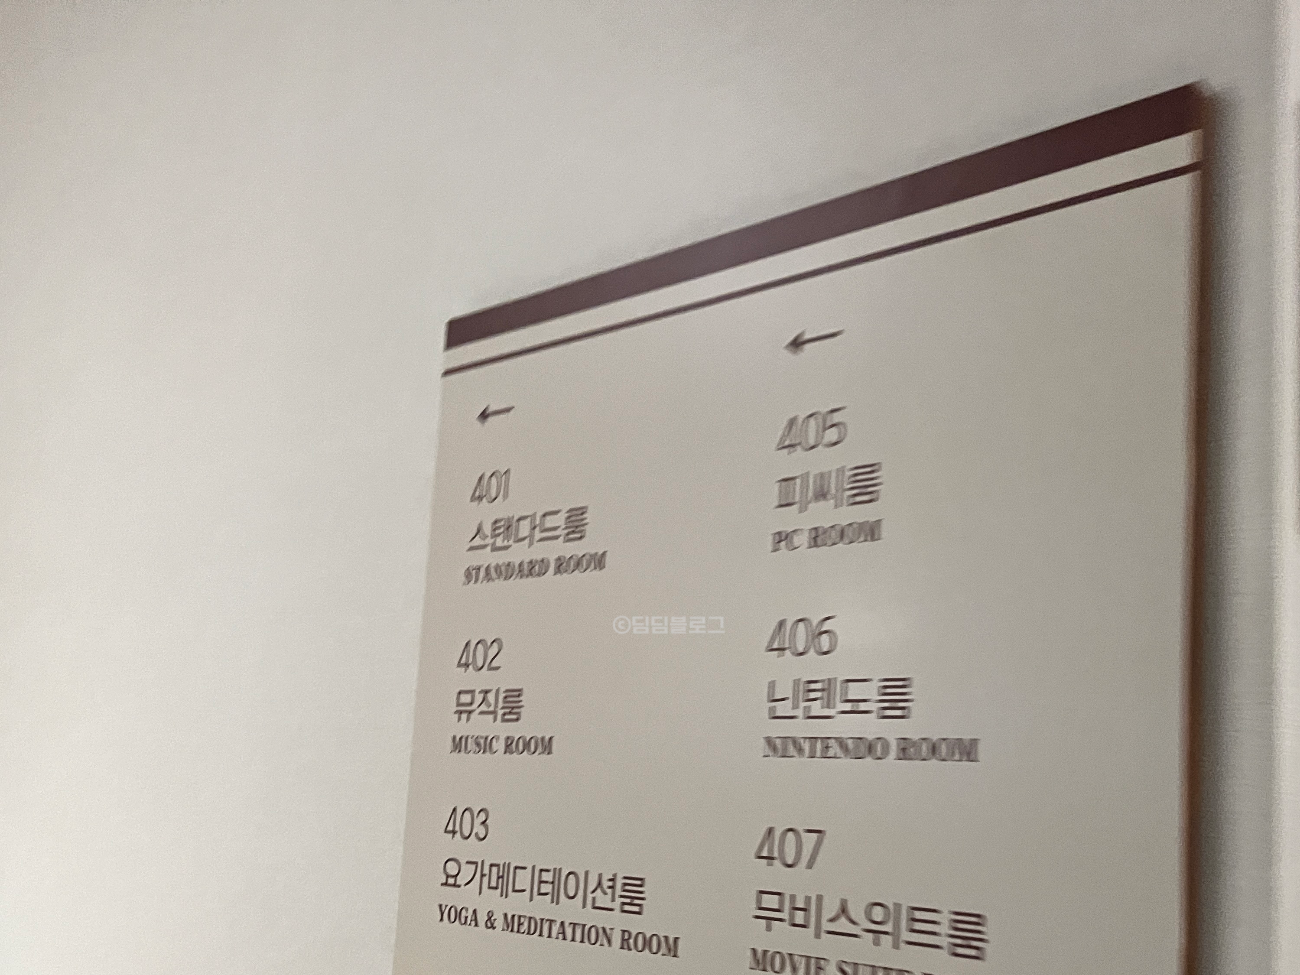 ←
401
스탠다드룸
STANDARD ROOM
402
뮤직룸
MUSIC ROOM
403
요가메디테이션룸
YOGA & MEDITATION ROOM
←
405
피씨룸
PC ROOM
406
닌텐도룸
NINTENDO ROOM
407
무비스위트룸
MOVIE SUITE
©딤딤블로그